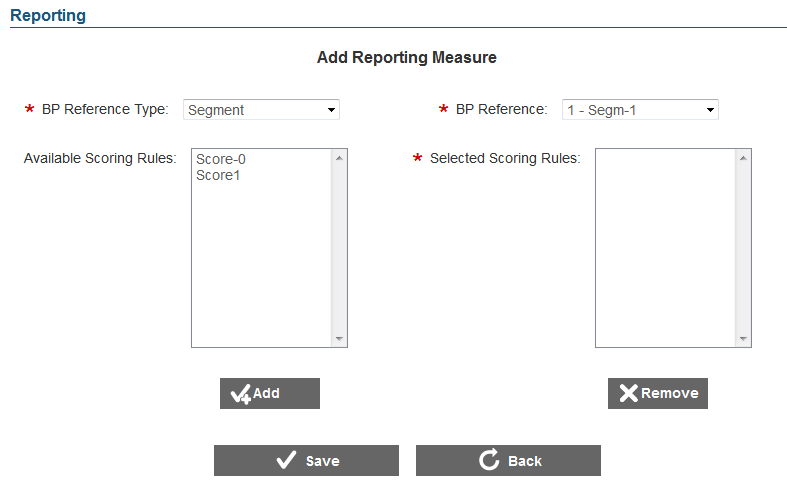 Reporting
Add Reporting Measure
* BP Reference Type: Segment * BP Reference: 1 - Segm-1
Available Scoring Rules: Score-0 * Selected Scoring Rules:
Score1
Add Remove
Save Back